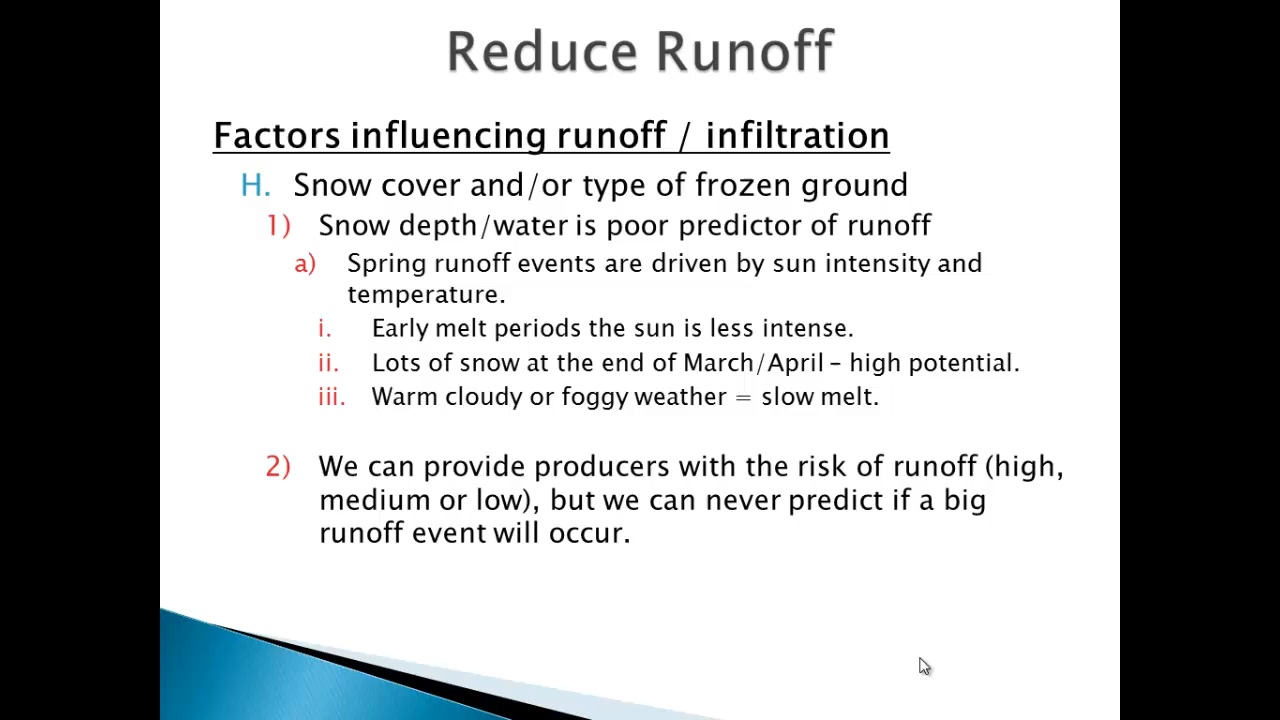 Reduce Runoff
Factors influencing runoff / infiltration
H. Snow cover and/or type of frozen ground
1) Snow depth/water is poor predictor of runoff
a) Spring runoff events are driven by sun intensity and
temperature.
i. Early melt periods the sun is less intense.
ii. Lots of snow at the end of March/April – high potential.
iii. Warm cloudy or foggy weather = slow melt.
2) We can provide producers with the risk of runoff (high,
medium or low), but we can never predict if a big
runoff event will occur.